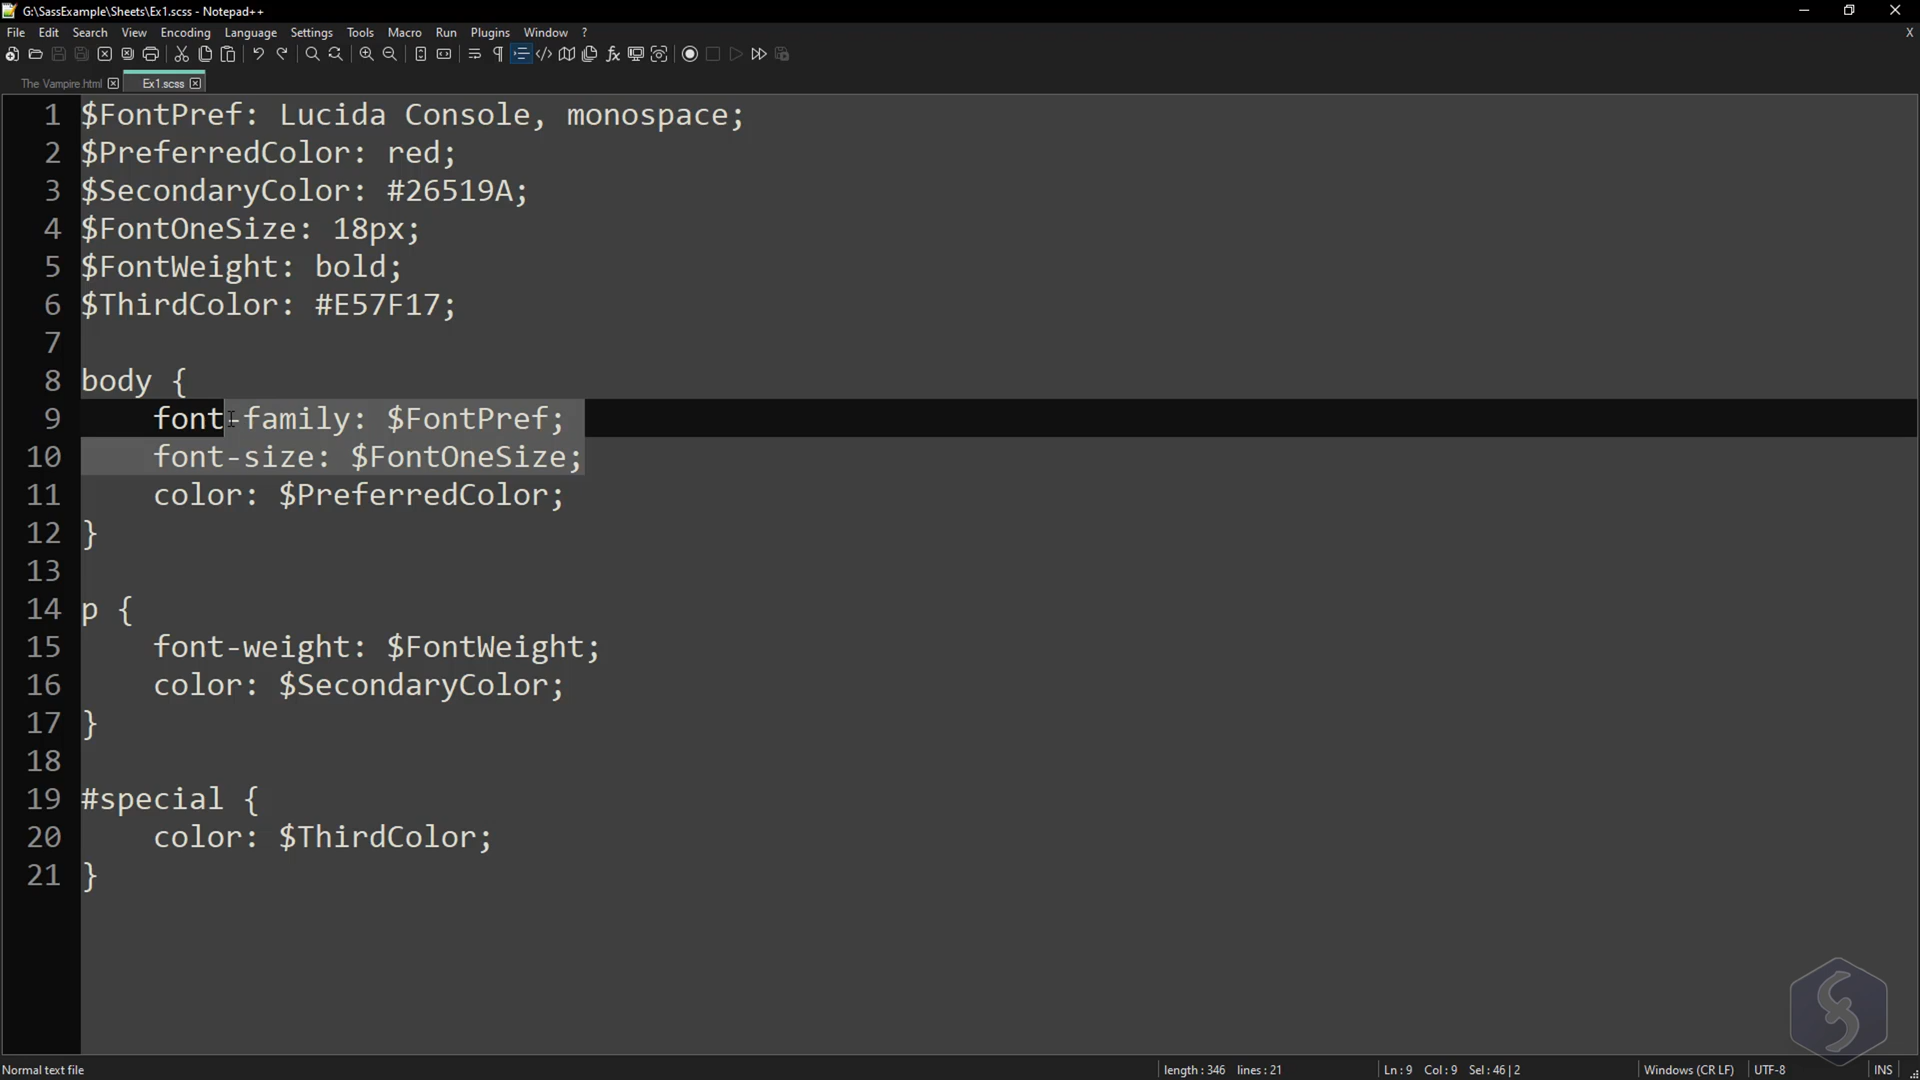 G:\SassExample\Sheets\Ex1.scss - Notepad++
File Edit Search View Encoding Language Settings Tools Macro Run Plugins Window ? X
The Vampire.html Ex1.scss
1 $FontPref: Lucida Console, monospace;
2 $PreferredColor: red;
3 $SecondaryColor: #26519A;
4 $FontOneSize: 18px;
5 $FontWeight: bold;
6 $ThirdColor: #E57F17;
7
8 body {
9 font-family: $FontPref;
10 font-size: $FontOneSize;
11 color: $PreferredColor;
12 }
13
14 p {
15 font-weight: $FontWeight;
16 color: $SecondaryColor;
17 }
18
19 #special {
20 color: $ThirdColor;
21 }
Normal text file length : 346 lines : 21 Ln : 9 Col : 9 Sel : 46 | 2 Windows (CR LF) UTF-8 INS